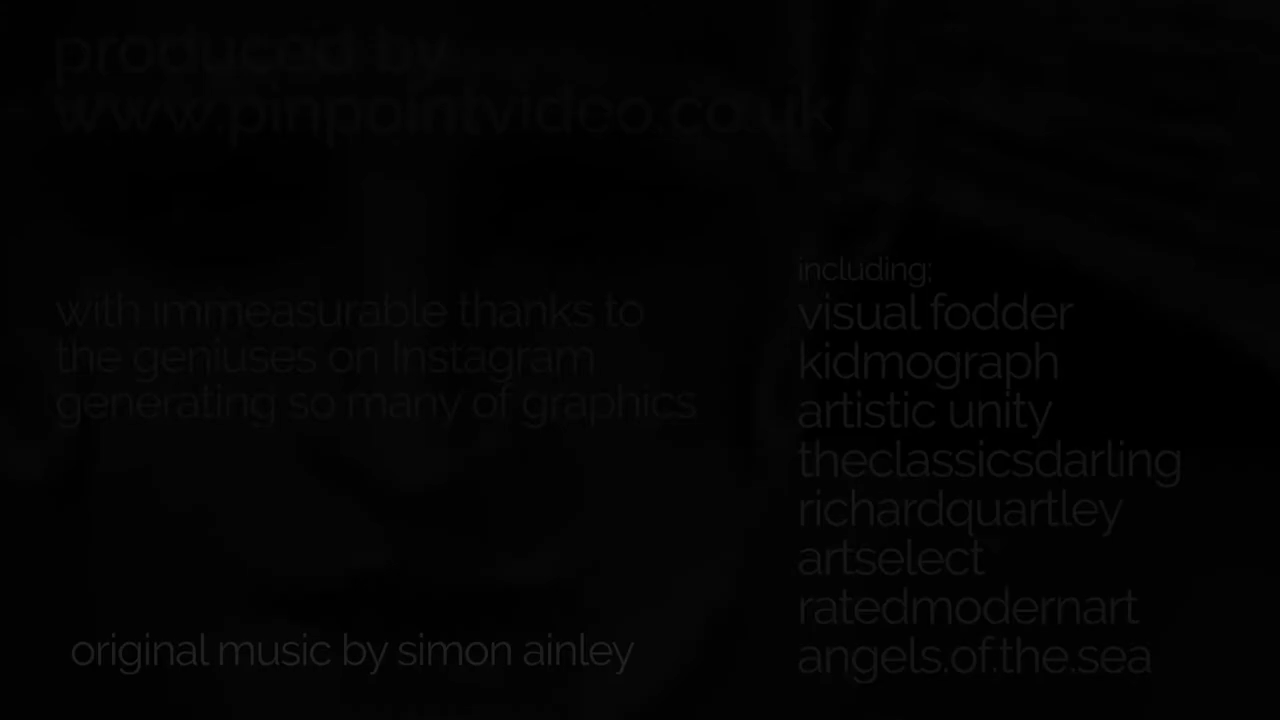 produced by
www.pinpointvideo.co.uk
with immeasurable thanks to
the geniuses on Instagram
generating so many of graphics
including:
visual fodder
kidmograph
artistic unity
theclassicsdarling
richardquartley
artselect
ratedmodernart
angels.of.the.sea
original music by simon ainley